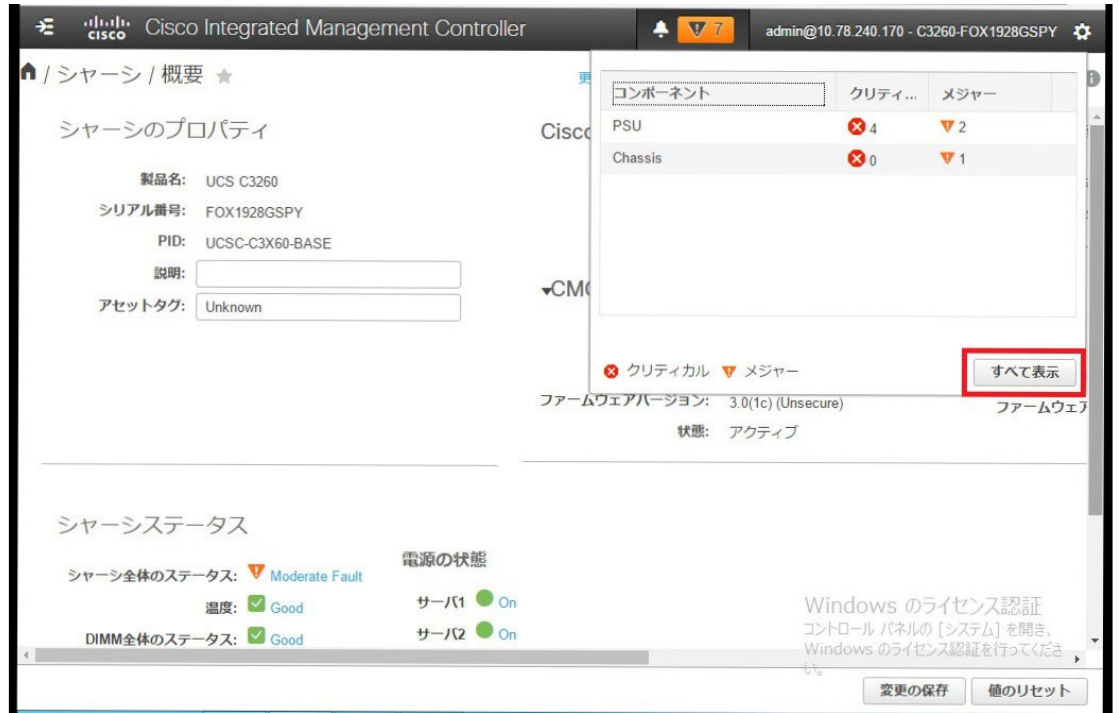 cisco Cisco Integrated Management Controller 7 admin@10.78.240.170 - C3260-FOX1928GSPY
/ シャーシ / 概要
シャーシのプロパティ
製品名: UCS C3260
シリアル番号: FOX1928GSPY
PID: UCSC-C3X60-BASE
説明:
アセットタグ: Unknown
コンポーネント クリティ... メジャー
PSU 4 2
Chassis 0 1
クリティカル メジャー すべて表示
ファームウェアバージョン: 3.0(1c) (Unsecure)
状態: アクティブ
シャーシステータス
シャーシ全体のステータス: Moderate Fault
温度: Good
DIMM全体のステータス: Good
電源の状態
サーバ1 On
サーバ2 On
Windows のライセンス認証
コントロール パネルの [システム] を開き、
Windows のライセンス認証を行ってくださ
い。
変更の保存 値のリセット